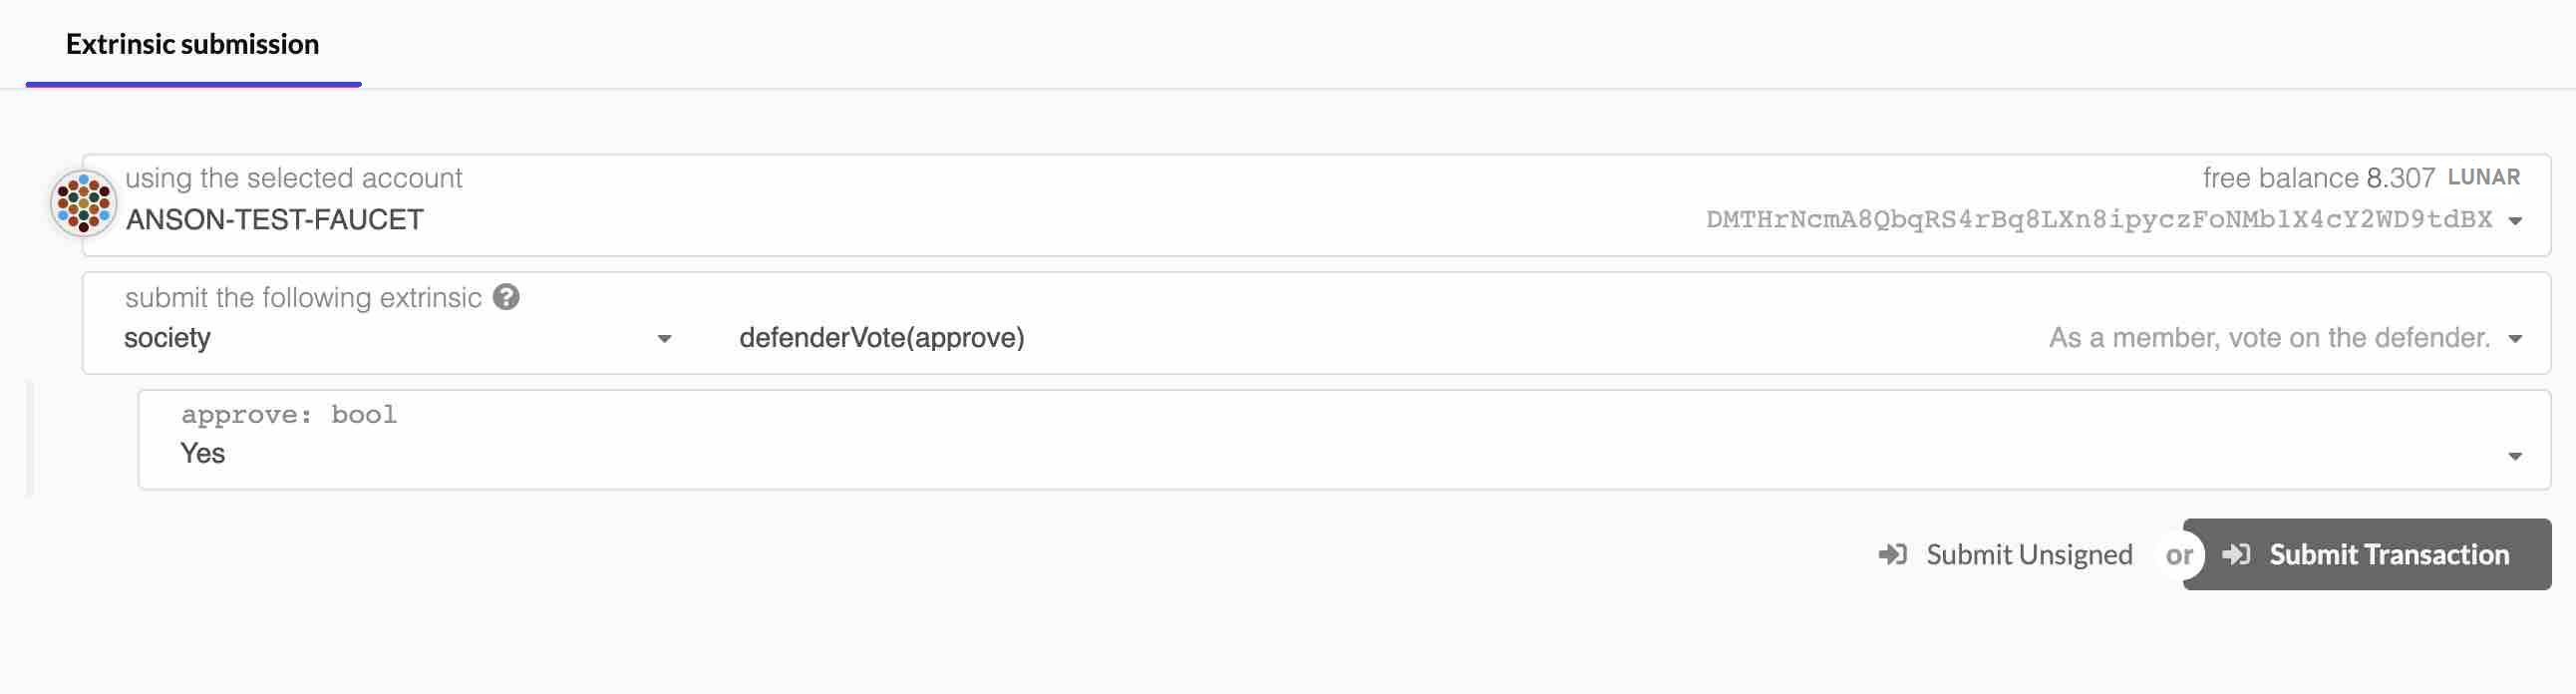 Extrinsic submission
using the selected account
ANSON-TEST-FAUCET
free balance 8.307 LUNAR
DMTHrNcmA8QbqRS4rBq8LXn8ipyczFoNMb1X4cY2WD9tdBX
submit the following extrinsic
society
defenderVote(approve)
As a member, vote on the defender.
approve: bool
Yes
Submit Unsigned or Submit Transaction